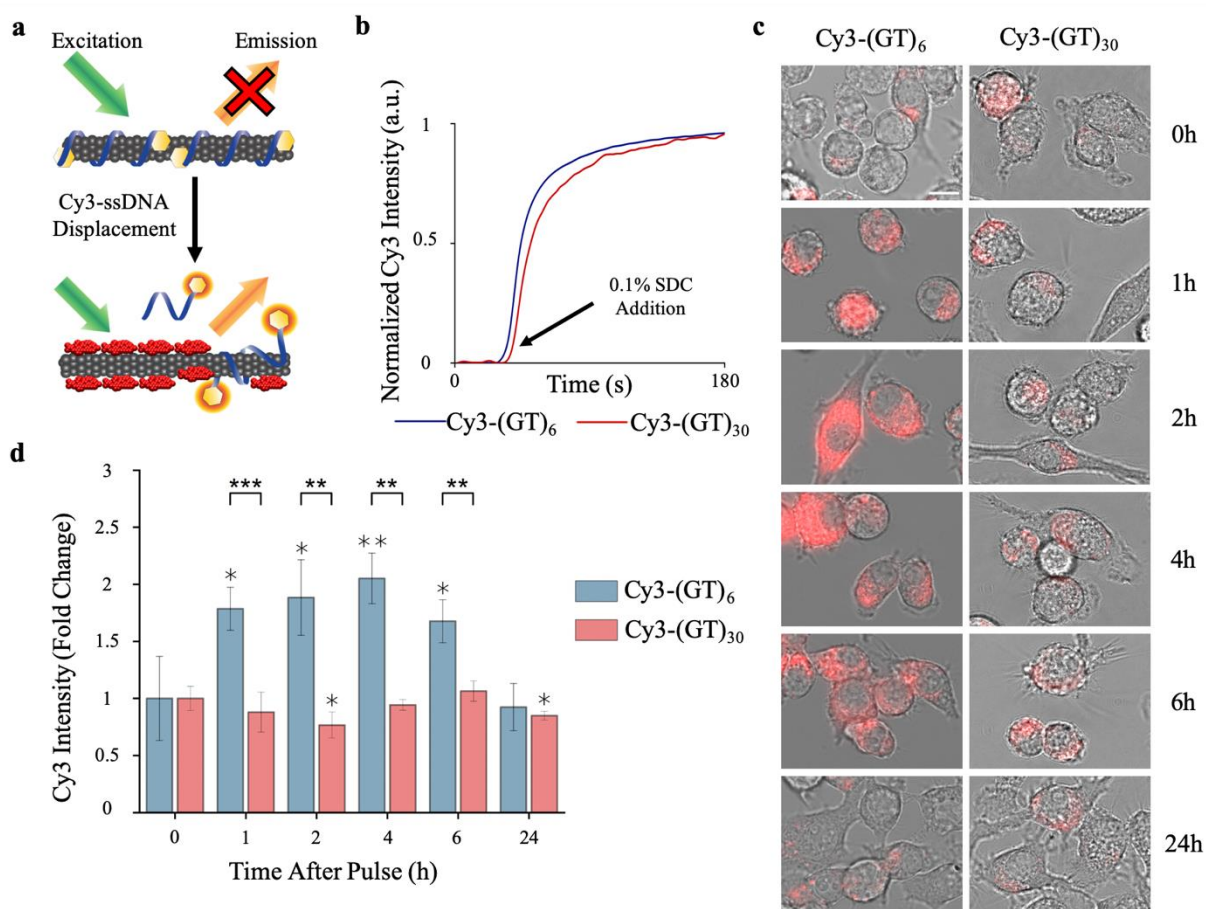 a
Excitation
Emission
Cy3-ssDNA
Displacement
b
Normalized Cy3 Intensity (a.u.)
1
0.5
0
0.1% SDC
Addition
0
Time (s)
180
Cy3-(GT)₆
Cy3-(GT)₃₀
c
Cy3-(GT)₆
Cy3-(GT)₃₀
0h
1h
2h
4h
6h
24h
d
Cy3 Intensity (Fold Change)
3
2.5
2
1.5
1
0.5
0
***
**
**
**
*
*
**
*
*
*
0
1
2
4
6
24
Time After Pulse (h)
Cy3-(GT)₆
Cy3-(GT)₃₀